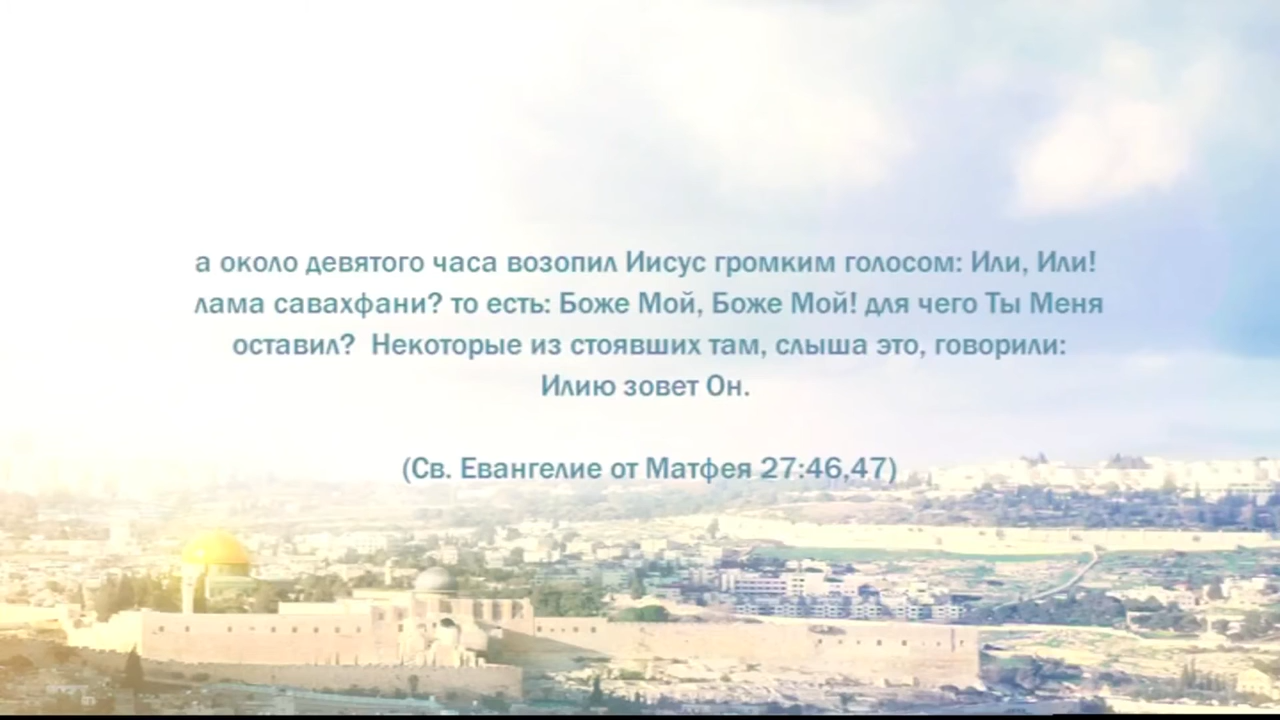 а около девятого часа возопил Иисус громким голосом: Или, Или!
лама савахфани? то есть: Боже Мой, Боже Мой! для чего Ты Меня
оставил?  Некоторые из стоявших там, слыша это, говорили:
Илию зовет Он.
(Св. Евангелие от Матфея 27:46,47)